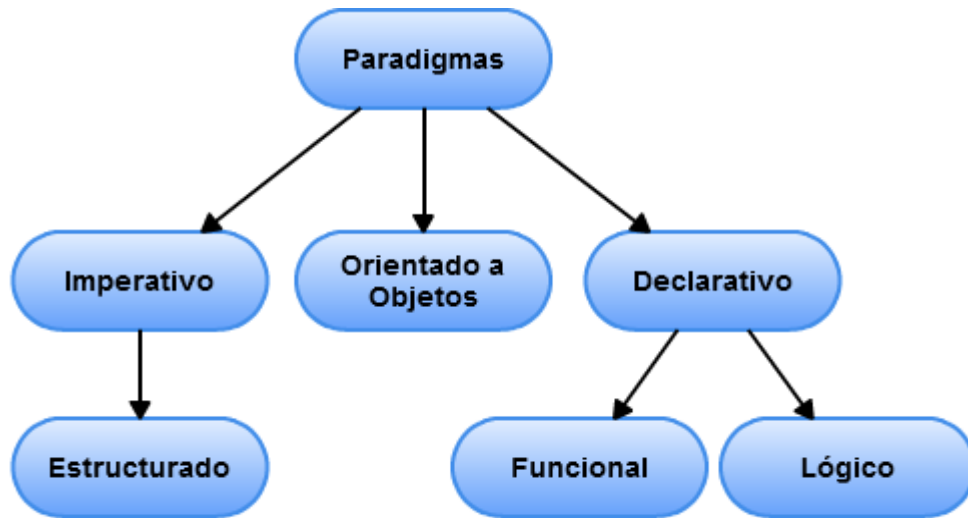 Paradigmas
Imperativo
Orientado a
Objetos
Declarativo
Estructurado
Funcional
Lógico